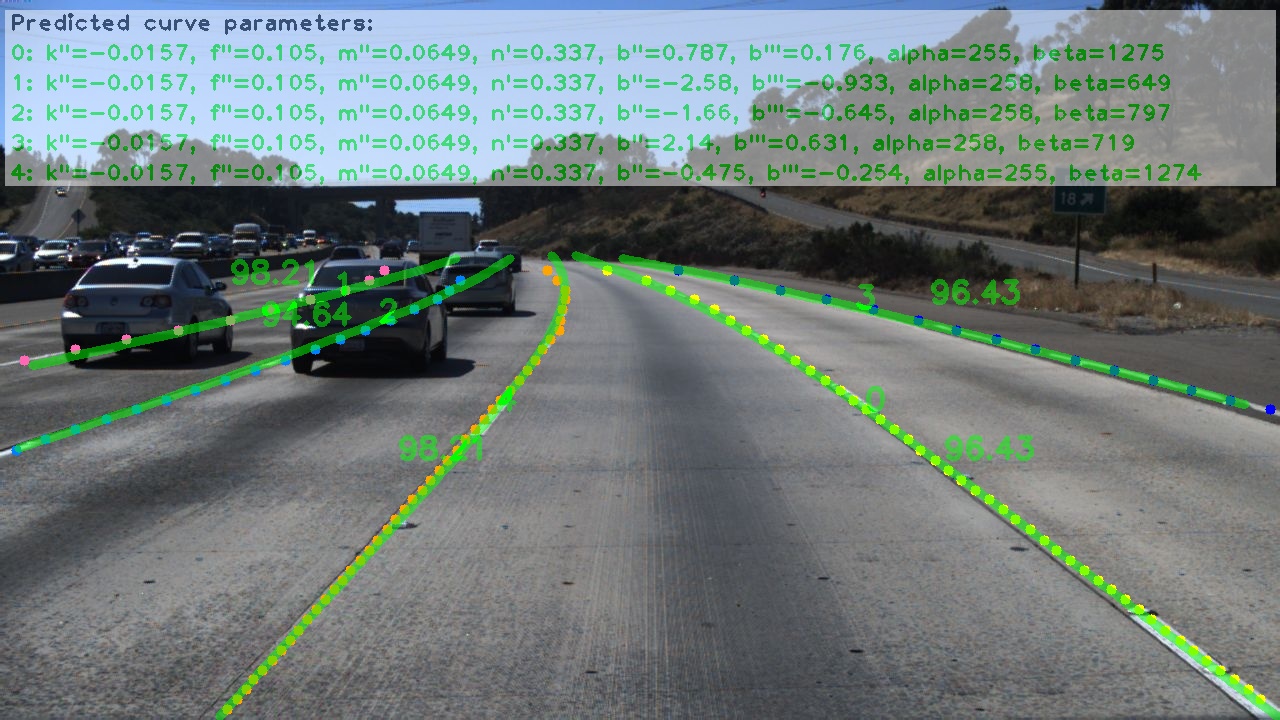 Predicted curve parameters:
0: k''=-0.0157, f''=0.105, m''=0.0649, n'=0.337, b''=0.787, b'''=0.176, alpha=255, beta=1275
1: k''=-0.0157, f''=0.105, m''=0.0649, n'=0.337, b''=-2.58, b'''=-0.933, alpha=258, beta=649
2: k''=-0.0157, f''=0.105, m''=0.0649, n'=0.337, b''=-1.66, b'''=-0.645, alpha=258, beta=797
3: k''=-0.0157, f''=0.105, m''=0.0649, n'=0.337, b''=2.14, b'''=0.631, alpha=258, beta=719
4: k''=-0.0157, f''=0.105, m''=0.0649, n'=0.337, b''=-0.475, b'''=-0.254, alpha=255, beta=1274
18
98.21 1
3 96.43
94.64 2
0
4
98.21
96.43